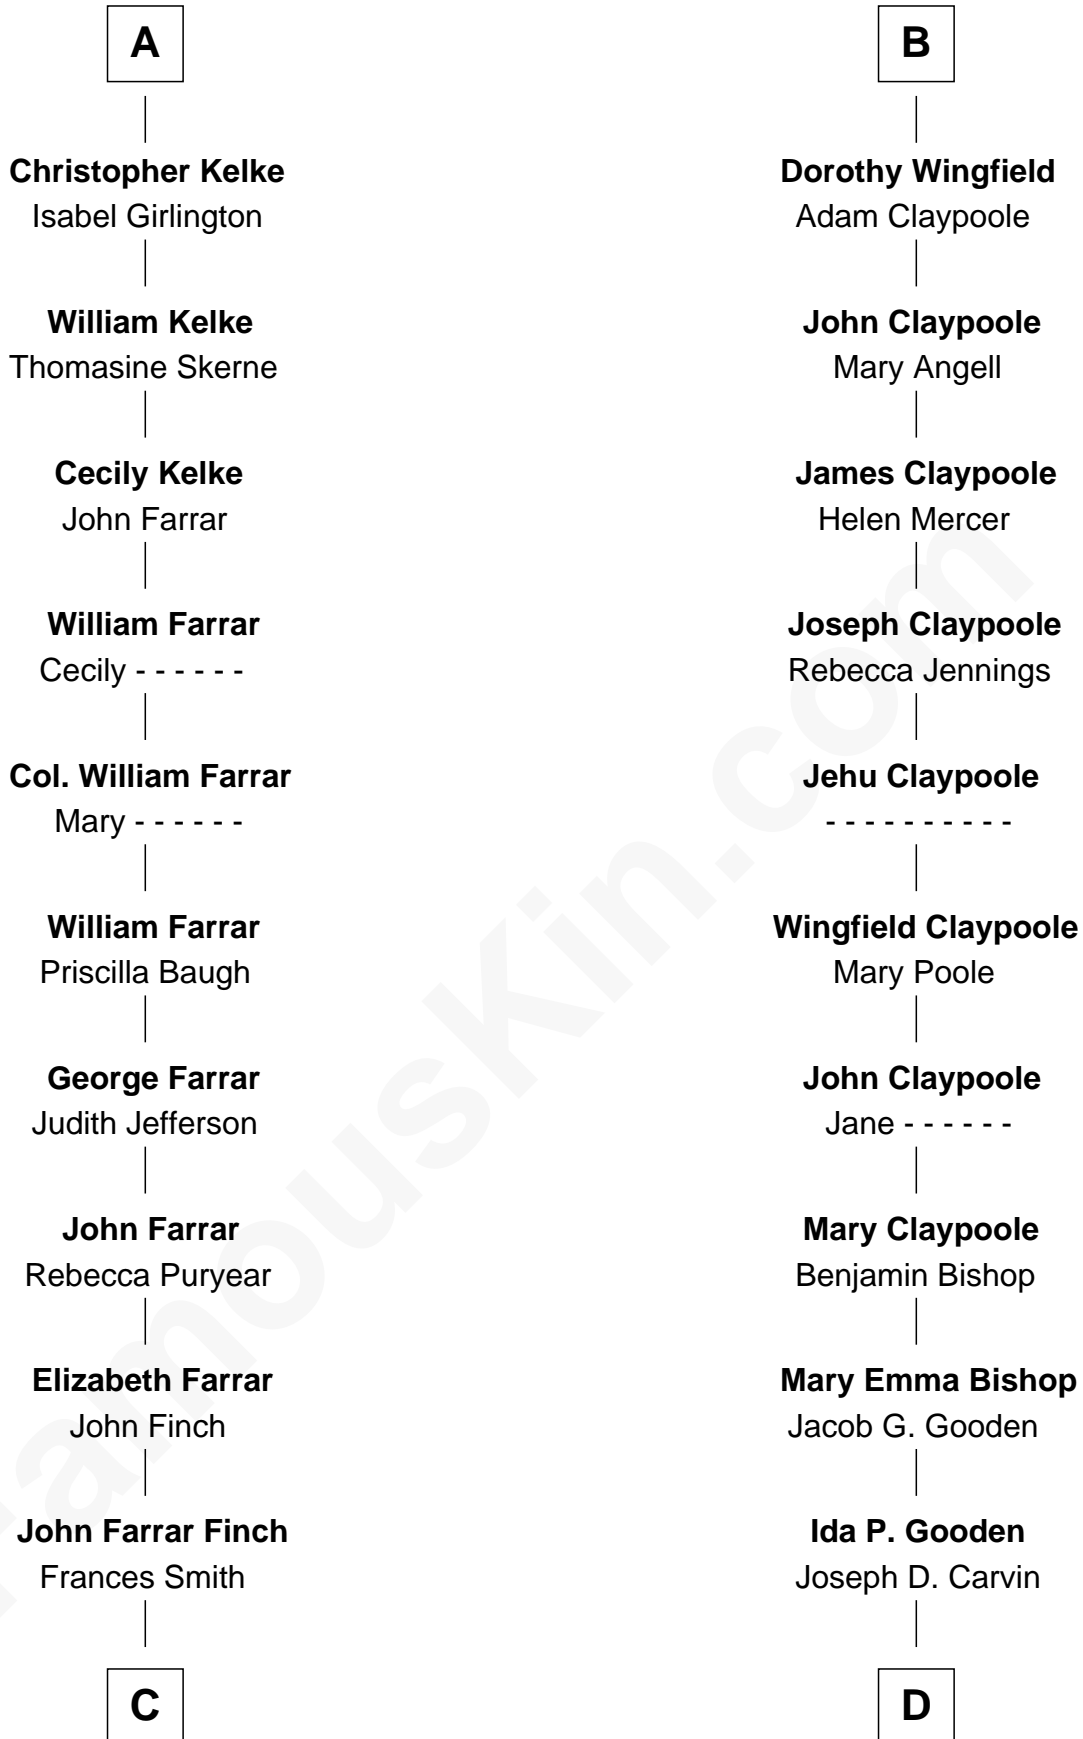 A
Christopher Kelke
Isabel Girlington
William Kelke
Thomasine Skerne
Cecily Kelke
John Farrar
William Farrar
Cecily - - - - - -
Col. William Farrar
Mary - - - - - -
William Farrar
Priscilla Baugh
George Farrar
Judith Jefferson
John Farrar
Rebecca Puryear
Elizabeth Farrar
John Finch
John Farrar Finch
Frances Smith
C
B
Dorothy Wingfield
Adam Claypoole
John Claypoole
Mary Angell
James Claypoole
Helen Mercer
Joseph Claypoole
Rebecca Jennings
Jehu Claypoole
- - - - - - - - - -
Wingfield Claypoole
Mary Poole
John Claypoole
Jane - - - - - -
Mary Claypoole
Benjamin Bishop
Mary Emma Bishop
Jacob G. Gooden
Ida P. Gooden
Joseph D. Carvin
D
FamousKin.com